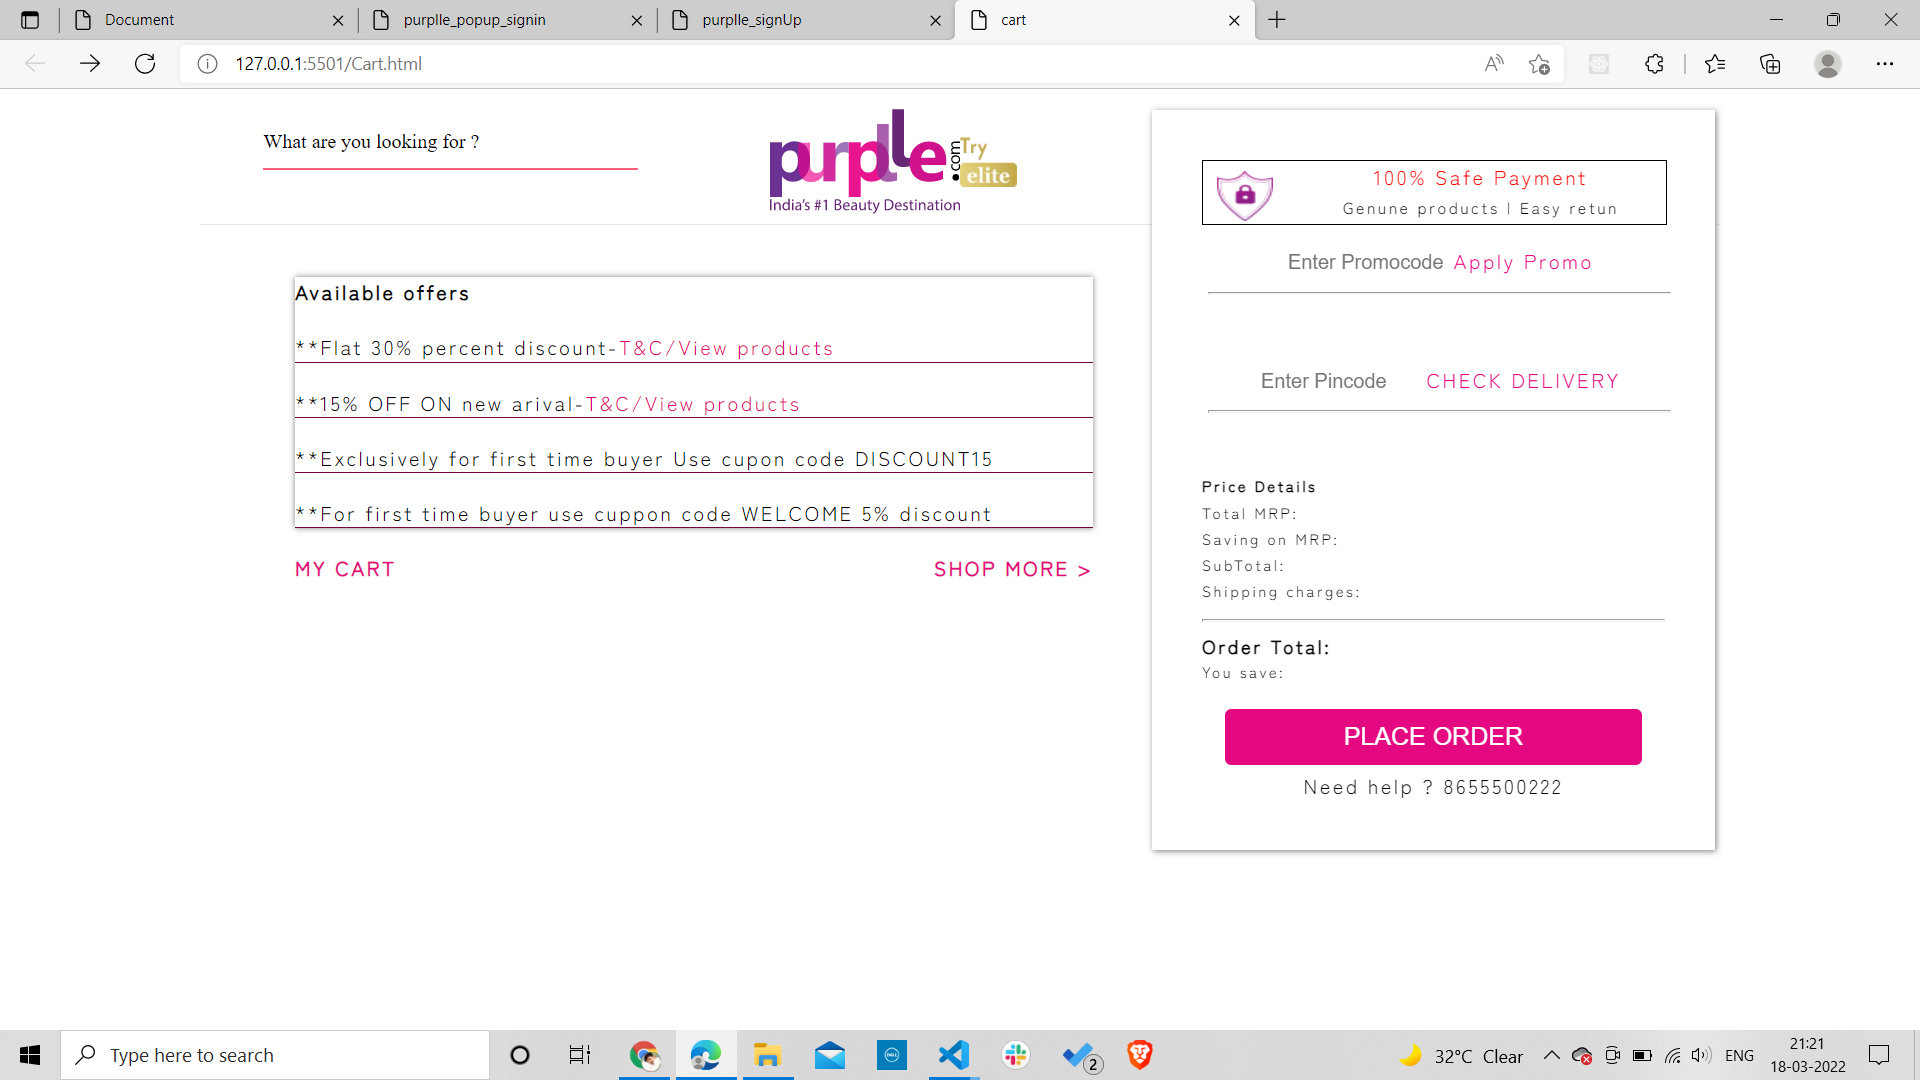 Document
purplle_popup_signin
purplle_signUp
cart
127.0.0.1:5501/Cart.html
What are you looking for ?
purplle.com
India's #1 Beauty Destination
Try
elite
100% Safe Payment
Genune products | Easy retun
Enter Promocode Apply Promo
Enter Pincode CHECK DELIVERY
Available offers
**Flat 30% percent discount-T&C/View products
**15% OFF ON new arival-T&C/View products
**Exclusively for first time buyer Use cupon code DISCOUNT15
**For first time buyer use cuppon code WELCOME 5% discount
MY CART
SHOP MORE >
Price Details
Total MRP:
Saving on MRP:
SubTotal:
Shipping charges:
Order Total:
You save:
PLACE ORDER
Need help ? 8655500222
Type here to search
DELL
2
32°C Clear
ENG
21:21
18-03-2022